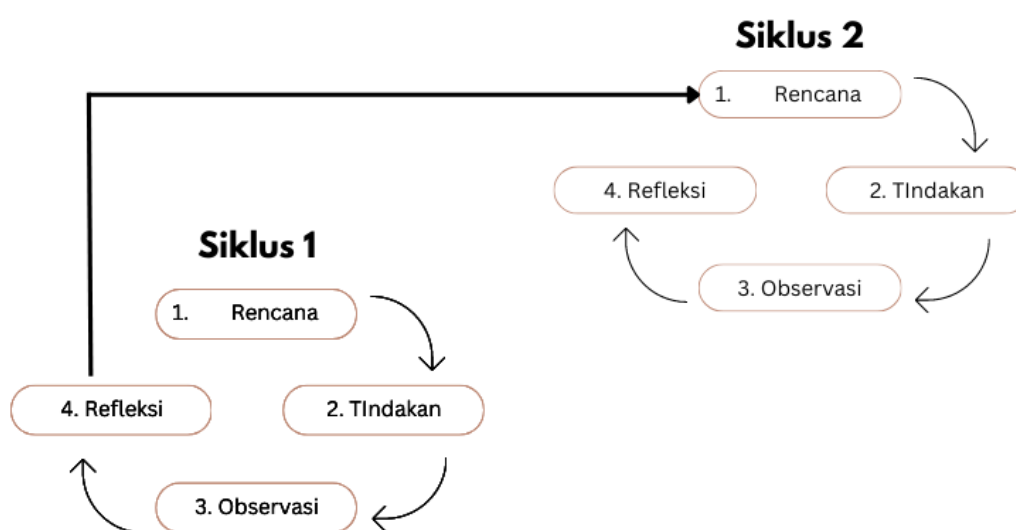 Siklus 2
1. Rencana
4. Refleksi
2. TIndakan
3. Observasi
Siklus 1
1. Rencana
4. Refleksi
2. TIndakan
3. Observasi